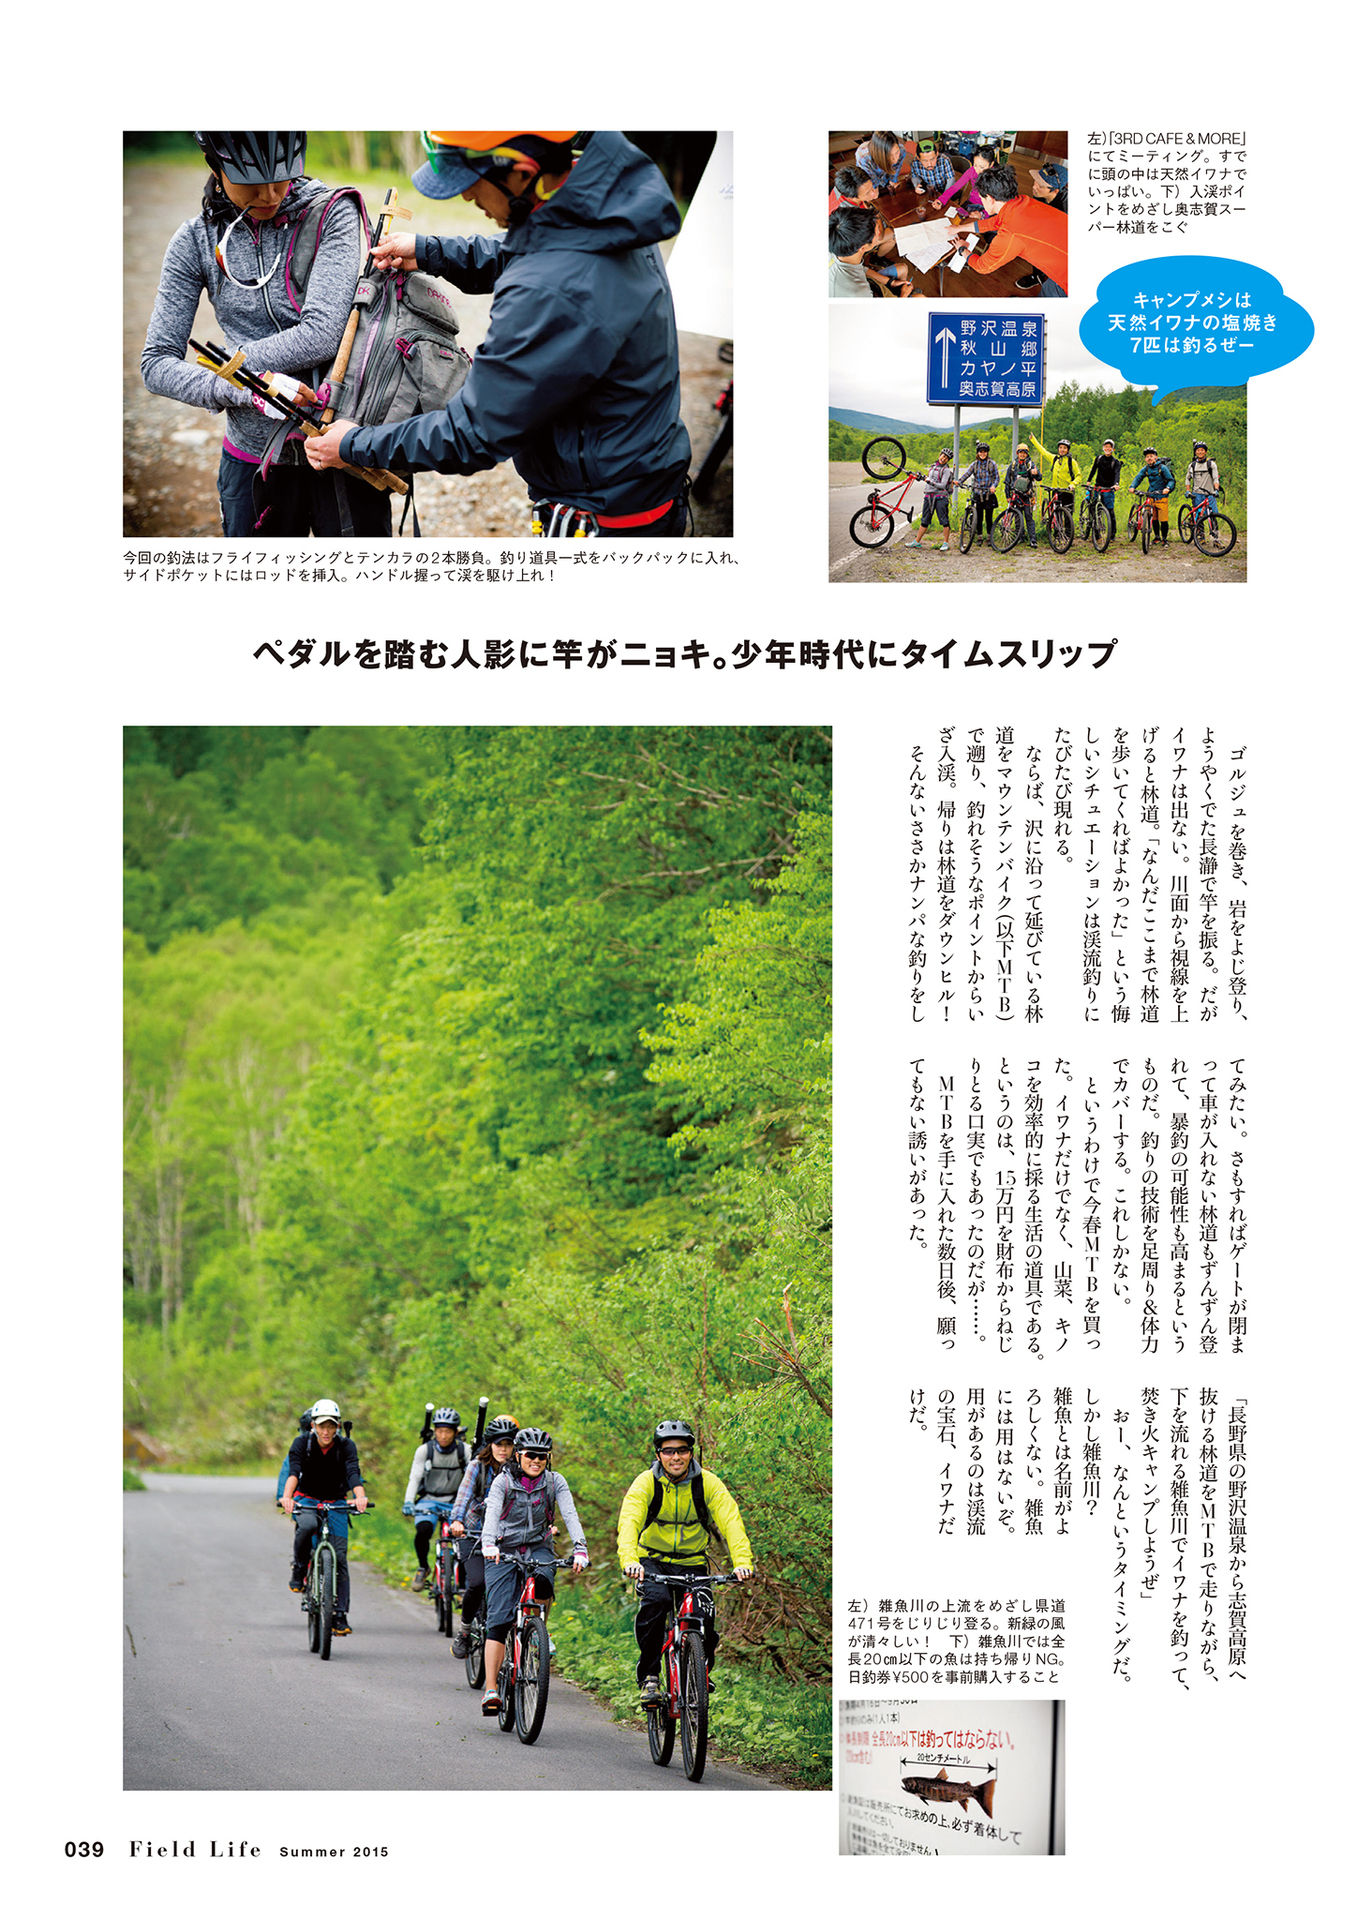 今回の釣法はフライフィッシングとテンカラの2本勝負。釣り道具一式をバックパックに入れ、
サイドポケットにはロッドを挿入。ハンドル握って渓を駆け上れ！
左）「3RD CAFE & MORE」
にてミーティング。すで
に頭の中は天然イワナで
いっぱい。下）入渓ポイ
ントをめざし奥志賀スー
パー林道をこぐ
キャンプメシは
天然イワナの塩焼き
7匹は釣るぜー
野沢温泉
秋山郷
カヤノ平
奥志賀高原
DAKINE
DK
ペダルを踏む人影に竿がニョキ。少年時代にタイムスリップ
ゴルジュを巻き、岩をよじ登り、
ようやくでた長瀞で竿を振る。だが
イワナは出ない。川面から視線を上
げると林道。「なんだここまで林道
を歩いてくればよかった」という悔
しいシチュエーションは渓流釣りに
たびたび現れる。
ならば、沢に沿って延びている林
道をマウンテンバイク（以下MTB）
で遡り、釣れそうなポイントからい
ざ入渓。帰りは林道をダウンヒル！
そんないささかナンパな釣りをし
てみたい。さもすればゲートが閉ま
って車が入れない林道もずんずん登
れて、暴釣の可能性も高まるという
ものだ。釣りの技術を足周り＆体力
でカバーする。これしかない。
というわけで今春MTBを買っ
た。イワナだけでなく、山菜、キノ
コを効率的に採る生活の道具である。
というのは、15万円を財布からねじ
りとる口実でもあったのだが……。
MTBを手に入れた数日後、願っ
てもない誘いがあった。
「長野県の野沢温泉から志賀高原へ
抜ける林道をMTBで走りながら、
下を流れる雑魚川でイワナを釣って、
焚き火キャンプしようぜ」
おー、なんというタイミングだ。
しかし雑魚川？
雑魚とは名前がよ
ろしくない。雑魚
には用はないぞ。
用があるのは渓流
の宝石、イワナだ
けだ。
左）雑魚川の上流をめざし県道
471号をじりじり登る。新緑の風
が清々しい！　下）雑魚川では全
長20㎝以下の魚は持ち帰りNG。
日釣券¥500を事前購入すること
全長20cm以下は釣ってはならない。
20センチメートル
にてお求めの上、必ず着体して
039 Field Life Summer 2015